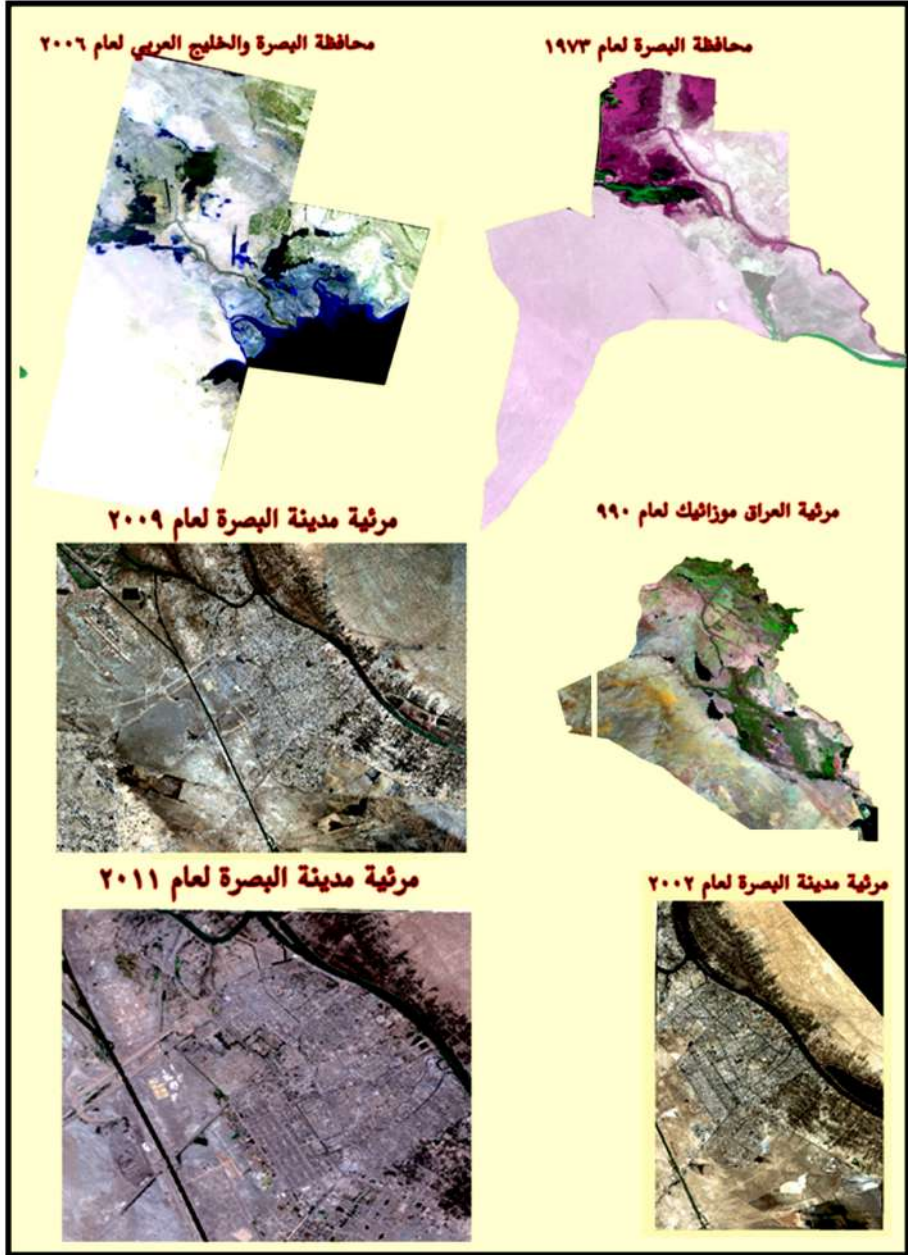 محافظة البصرة لعام ١٩٧٣
محافظة البصرة والخليج العربي لعام ٢٠٠٦
مرئية العراق موزائيك لعام ٩٩٠
مرئية مدينة البصرة لعام ٢٠٠٩
مرئية مدينة البصرة لعام ٢٠٠٢
مرئية مدينة البصرة لعام ٢٠١١